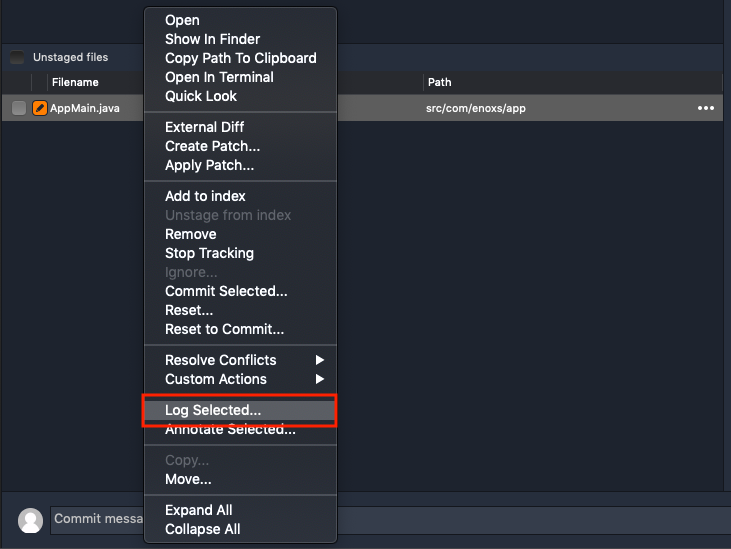 Open
Show In Finder
Copy Path To Clipboard
Open In Terminal
Quick Look
External Diff
Create Patch...
Apply Patch...
Add to index
Unstage from index
Remove
Stop Tracking
Ignore...
Commit Selected...
Reset...
Reset to Commit...
Resolve Conflicts
Custom Actions
Log Selected...
Annotate Selected...
Copy...
Move...
Expand All
Collapse All
Unstaged files
Filename
Path
AppMain.java
src/com/enoxs/app
Commit messa